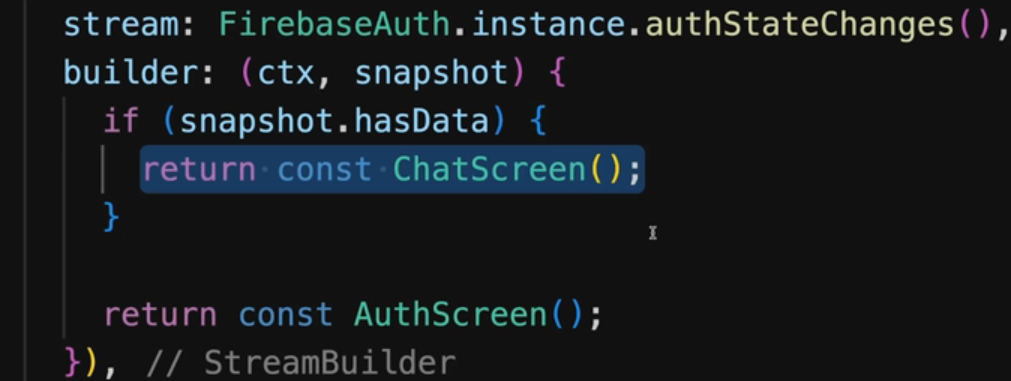 stream: FirebaseAuth.instance.authStateChanges(),
builder: (ctx, snapshot) {
if (snapshot.hasData) {
return const ChatScreen();
}
return const AuthScreen();
}), // StreamBuilder